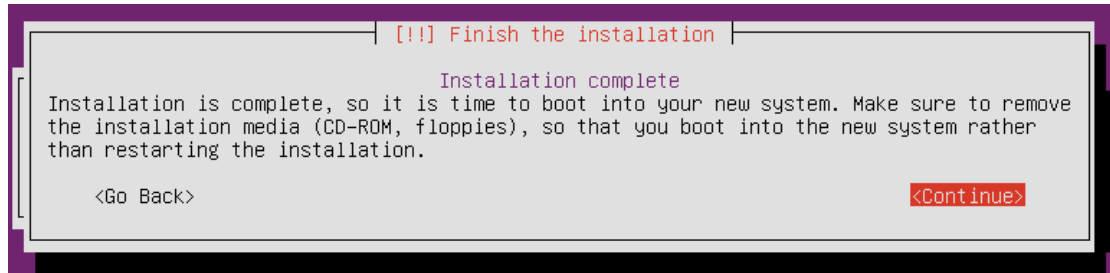 [!!] Finish the installation
Installation complete
Installation is complete, so it is time to boot into your new system. Make sure to remove
the installation media (CD-ROM, floppies), so that you boot into the new system rather
than restarting the installation.
<Go Back> <Continue>